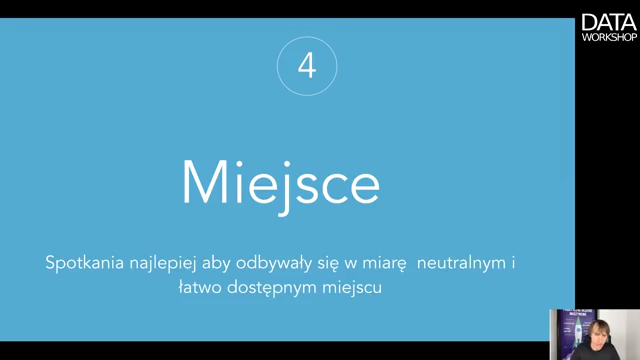 DATA
WORKSHOP
4
Miejsce
Spotkania najlepiej aby odbywały się w miarę neutralnym i
łatwo dostępnym miejscu